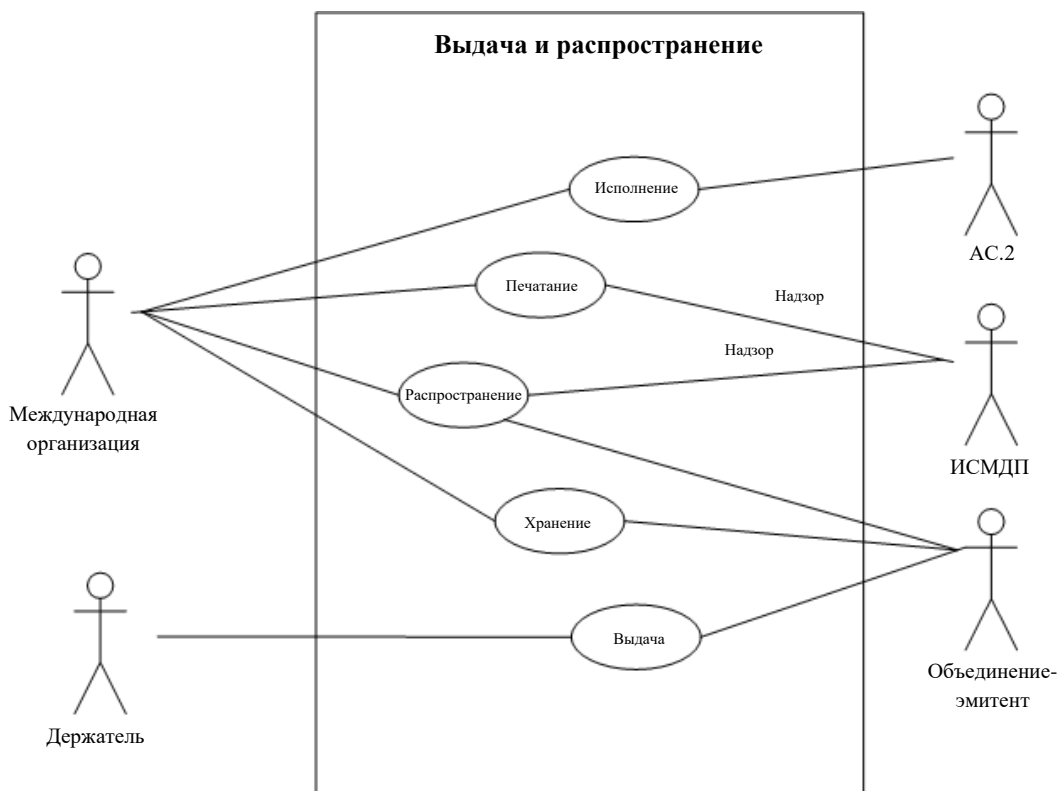 Выдача и распространение
Исполнение
АС.2
Печатание
Надзор
Надзор
Распространение
Международная
организация
ИСМДП
Хранение
Выдача
Объединение-
эмитент
Держатель